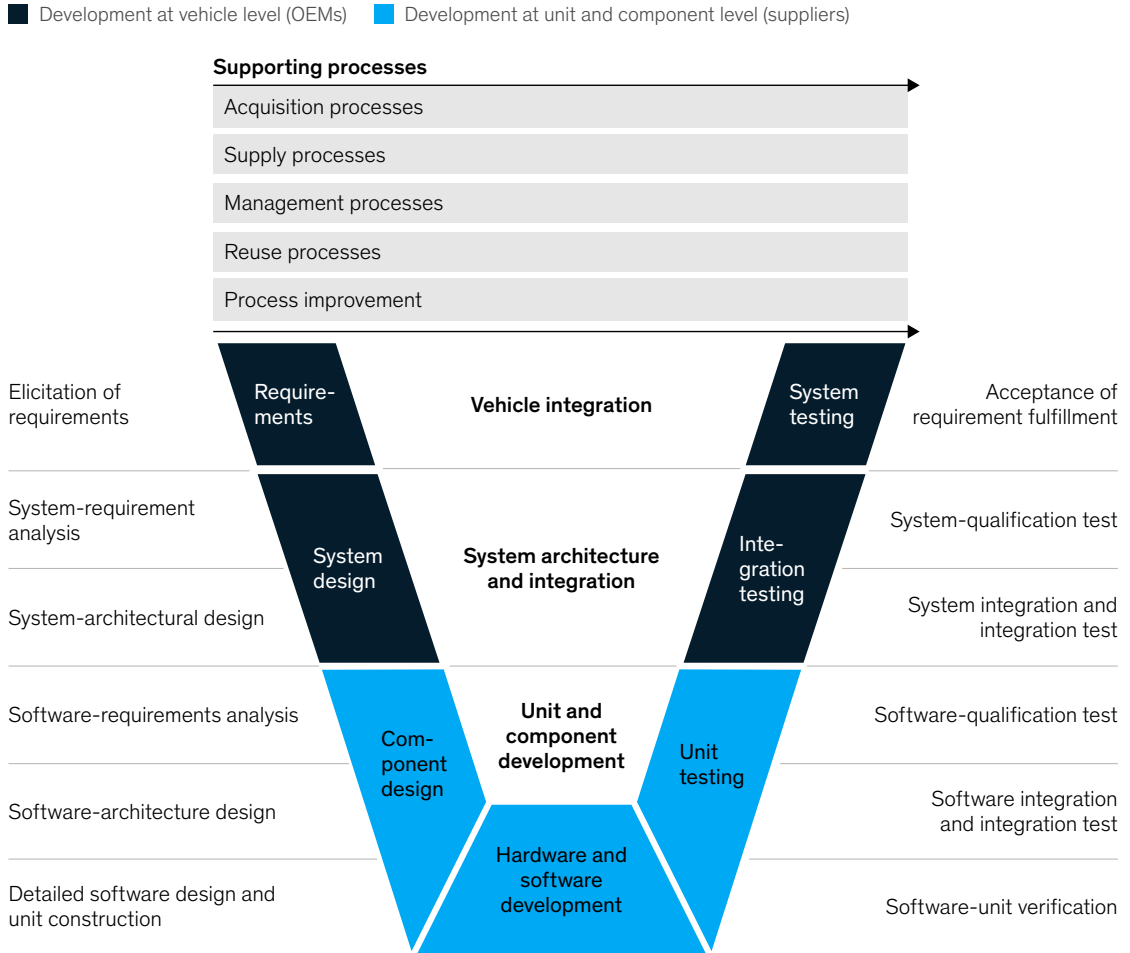 Development at vehicle level (OEMs)
Development at unit and component level (suppliers)
Supporting processes
Acquisition processes
Supply processes
Management processes
Reuse processes
Process improvement
Elicitation of
requirements
Require-
ments
Vehicle integration
System
testing
Acceptance of
requirement fulfillment
System-requirement
analysis
System-architectural design
System
design
System architecture
and integration
Inte-
gration
testing
System-qualification test
System integration and
integration test
Software-requirements analysis
Software-architecture design
Detailed software design and
unit construction
Com-
ponent
design
Unit and
component
development
Hardware and
software
development
Unit
testing
Software-qualification test
Software integration
and integration test
Software-unit verification